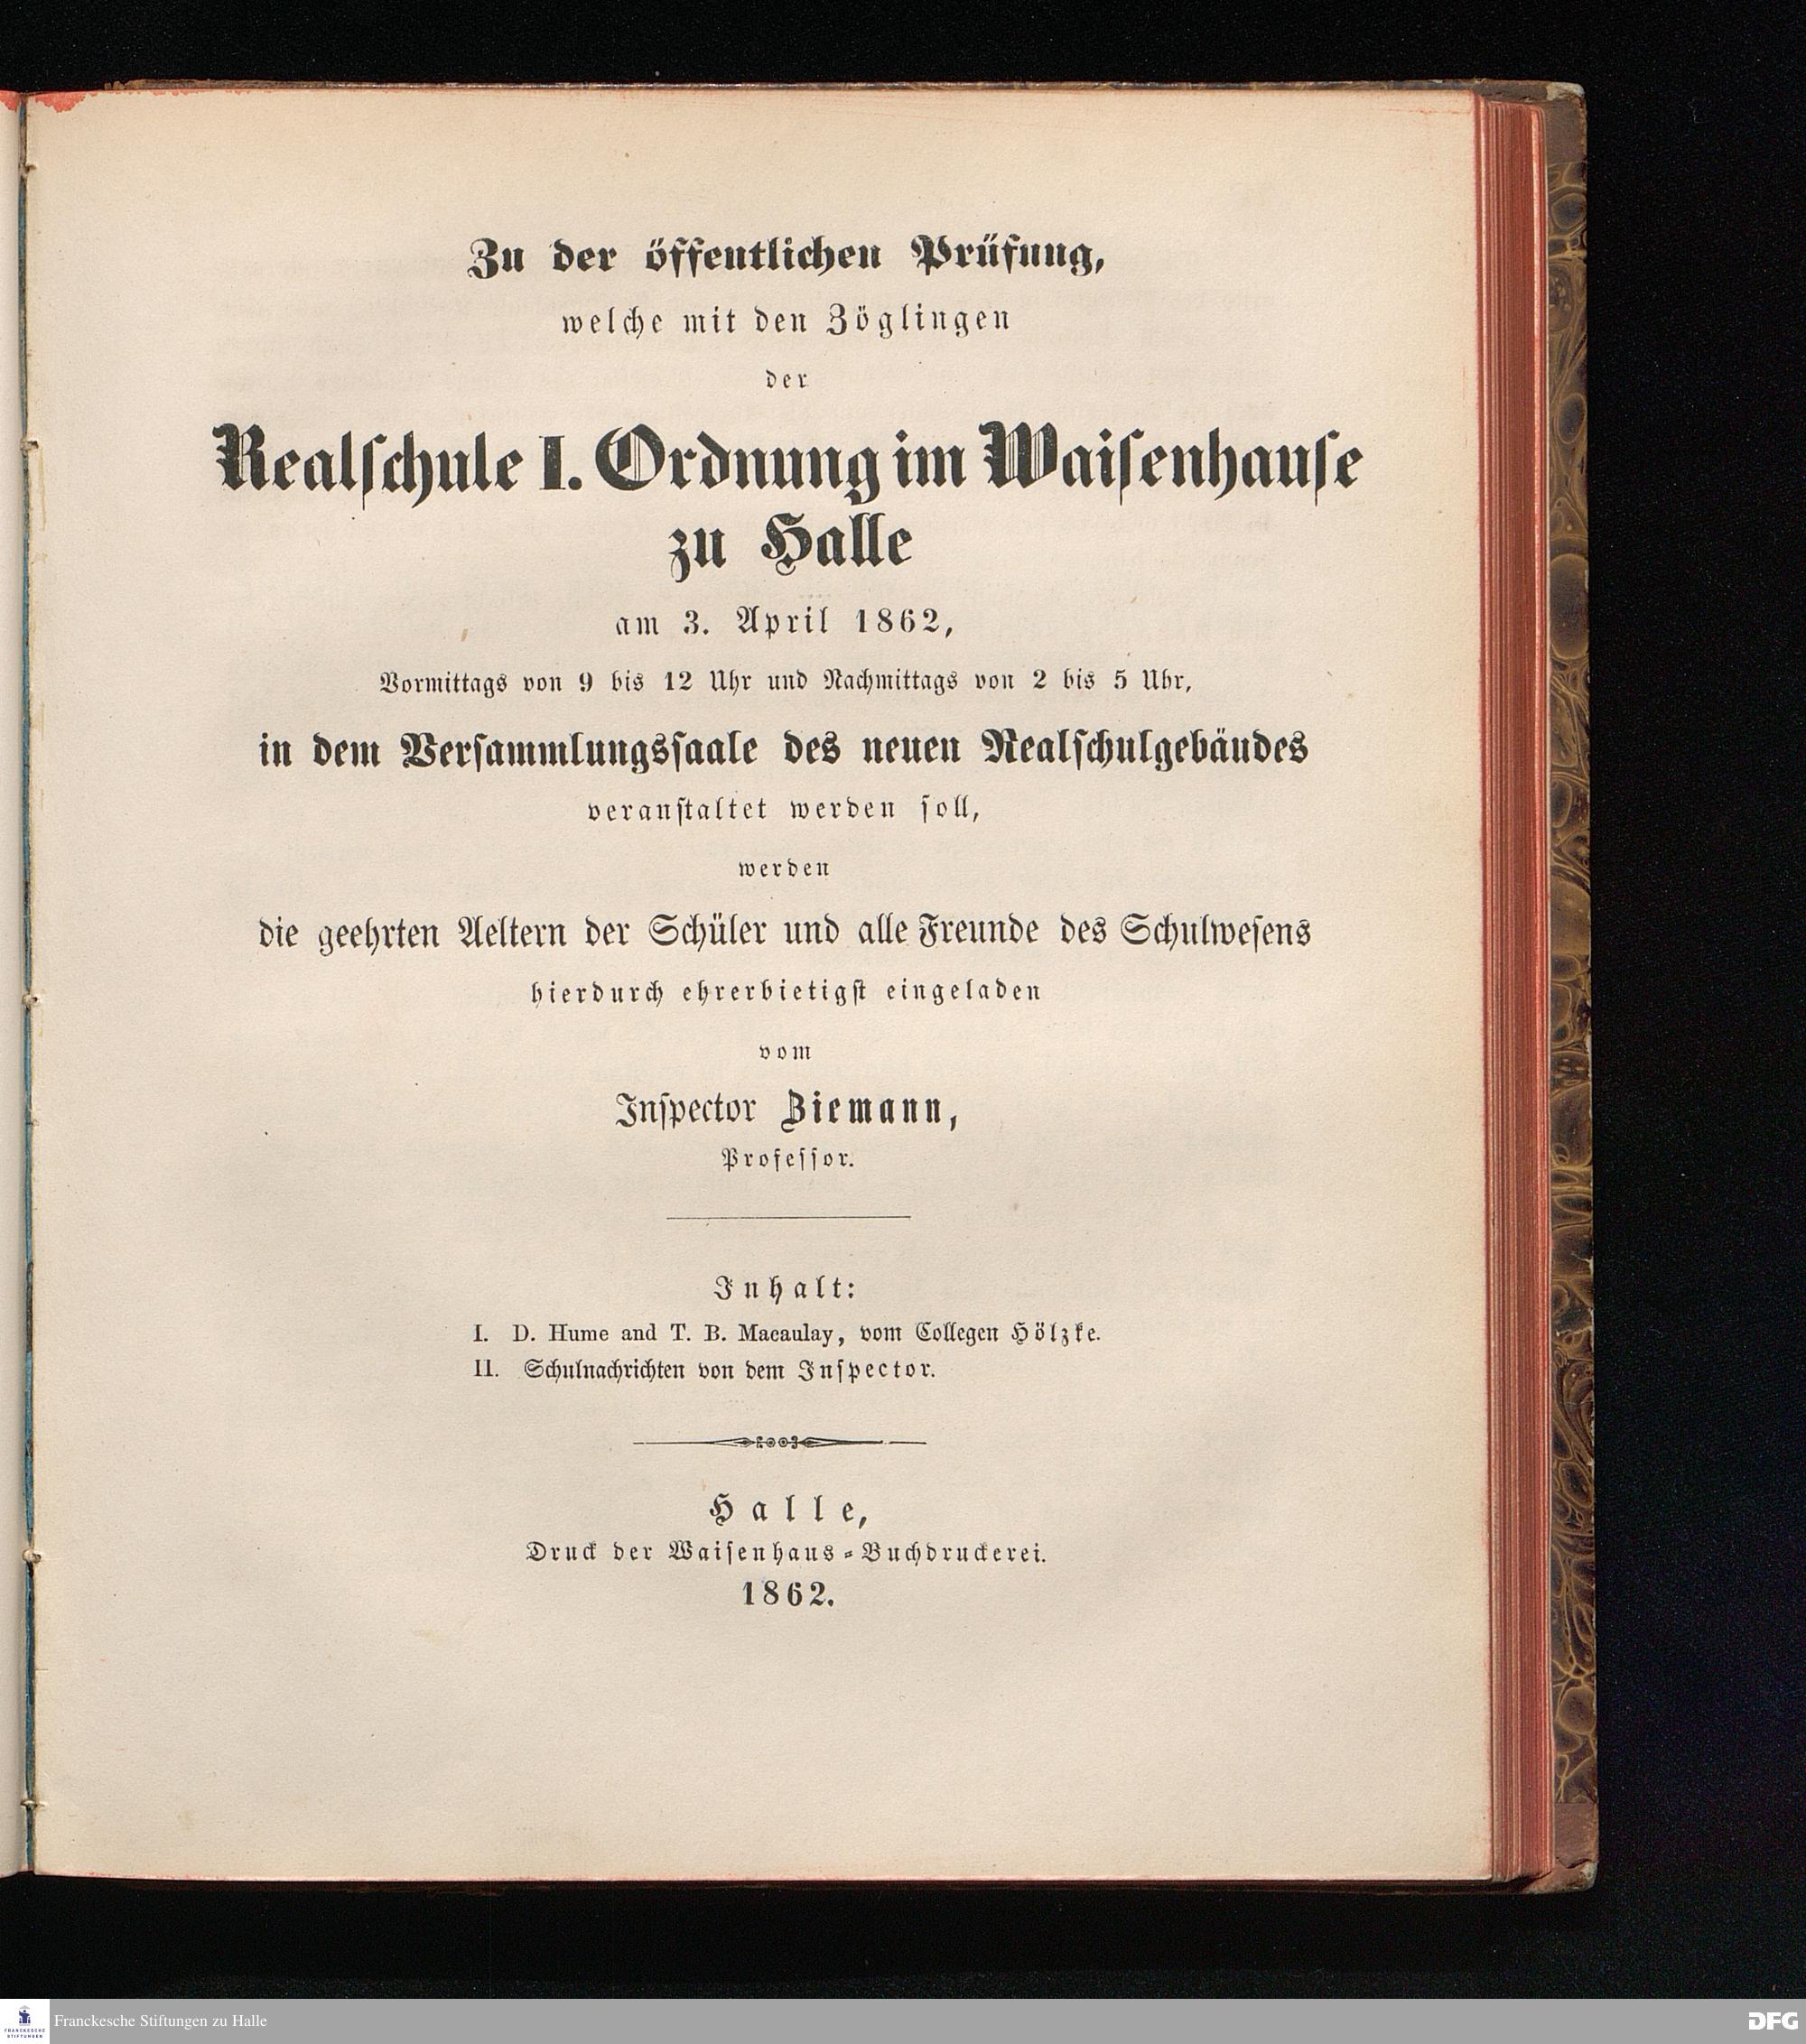 Zu der öffentlichen Prüfung,
welche mit den Zöglingen
der
Realſchule I. Ordnung im Waiſenhauſe
zu Halle
am 3. April 1862,
Vormittags von 9 bis 12 Uhr und Nachmittags von 2 bis 5 Uhr,
in dem Verſammlungsſaale des neuen Realſchulgebäudes
veranſtaltet werden ſoll,
werden
die geehrten Aeltern der Schüler und alle Freunde des Schulweſens
hierdurch ehrerbietigſt eingeladen
vom
Inſpector Ziemann,
Profeſſor.
Inhalt:
I. D. Hume and T. B. Macaulay, vom Collegen Hölzke.
II. Schulnachrichten von dem Inſpector.
Halle,
Druck der Waiſenhaus-Buchdruckerei.
1862.
FRANCKESCHE
STIFTUNGEN
Franckesche Stiftungen zu Halle
DFG